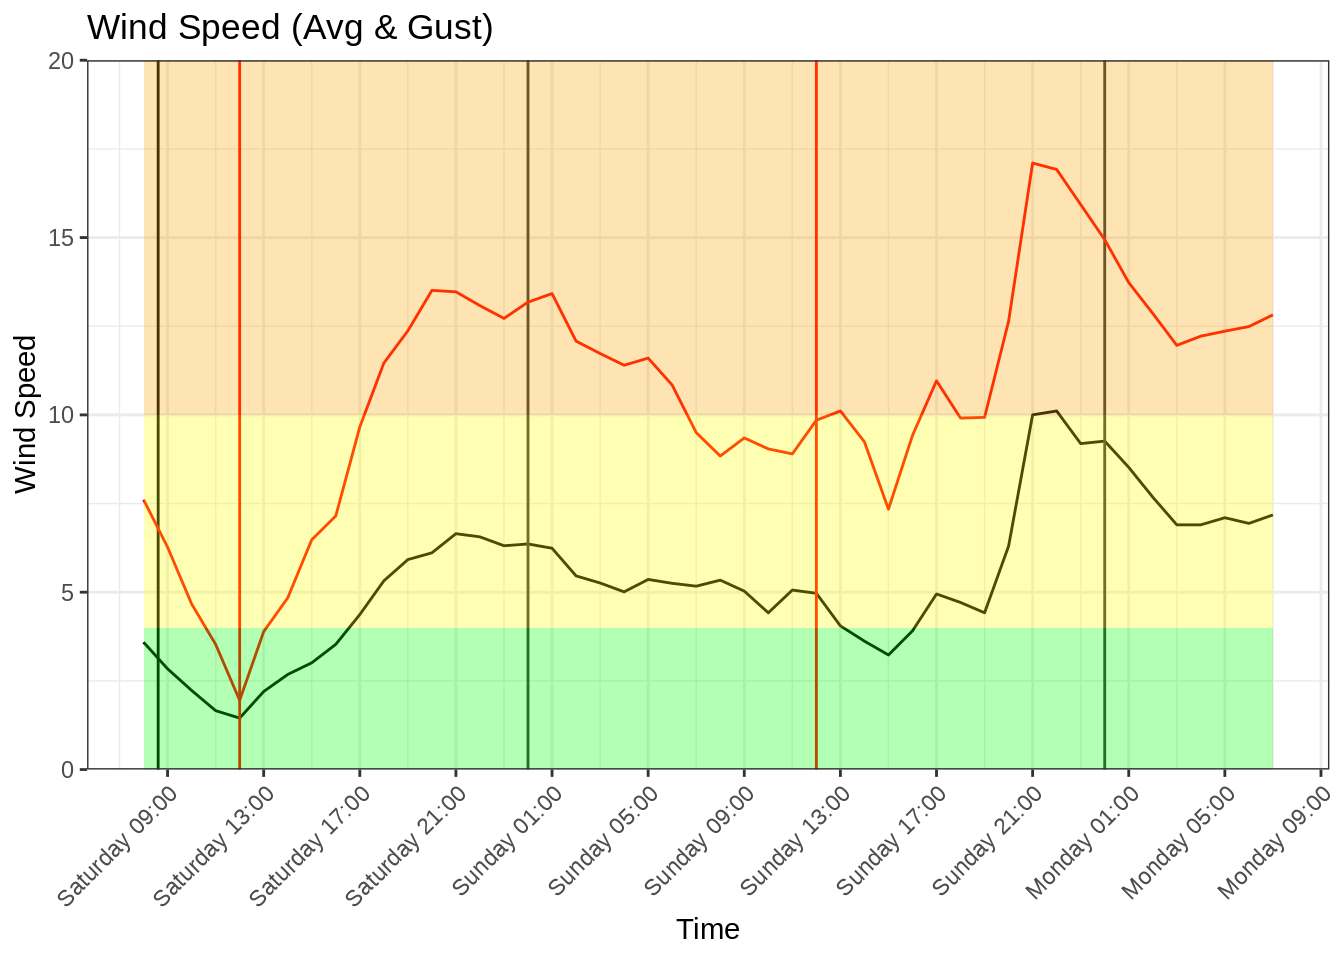 Wind Speed (Avg & Gust)
Wind Speed
20
15
10
5
0
Saturday 09:00
Saturday 13:00
Saturday 17:00
Saturday 21:00
Sunday 01:00
Sunday 05:00
Sunday 09:00
Sunday 13:00
Sunday 17:00
Sunday 21:00
Monday 01:00
Monday 05:00
Monday 09:00
Time